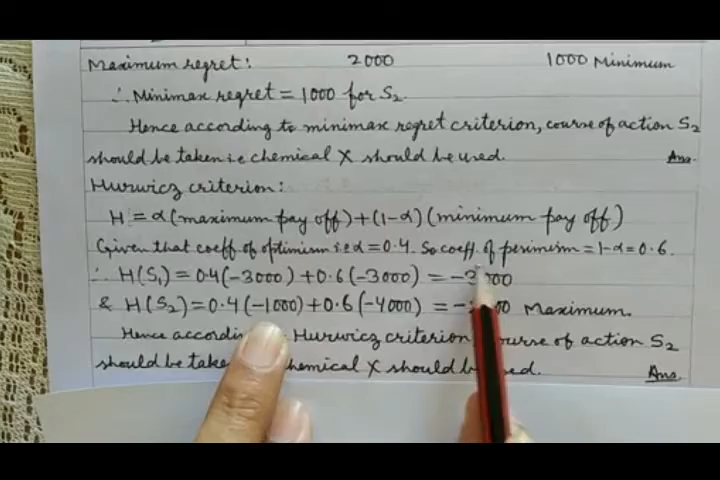 Maximum regret: 2000 1000 Minimum
∴ Minimax regret = 1000 for S₂.
Hence according to minimax regret criterion, course of action S₂
should be taken i.e chemical X should be used. Ans.
Hurwicz criterion:
H = α(maximum pay off)+(1-α)(minimum pay off)
Given that coeff of optimism i.e α = 0.4. So coeff. of pessimism = 1-α = 0.6.
∴ H(S₁) = 0.4(-3000)+0.6(-3000) = -3000
& H(S₂) = 0.4(-1000)+0.6(-4000) = Maximum.
Hence Hurwicz criterion, course of action S₂
should be chemical X should be used. Ans.